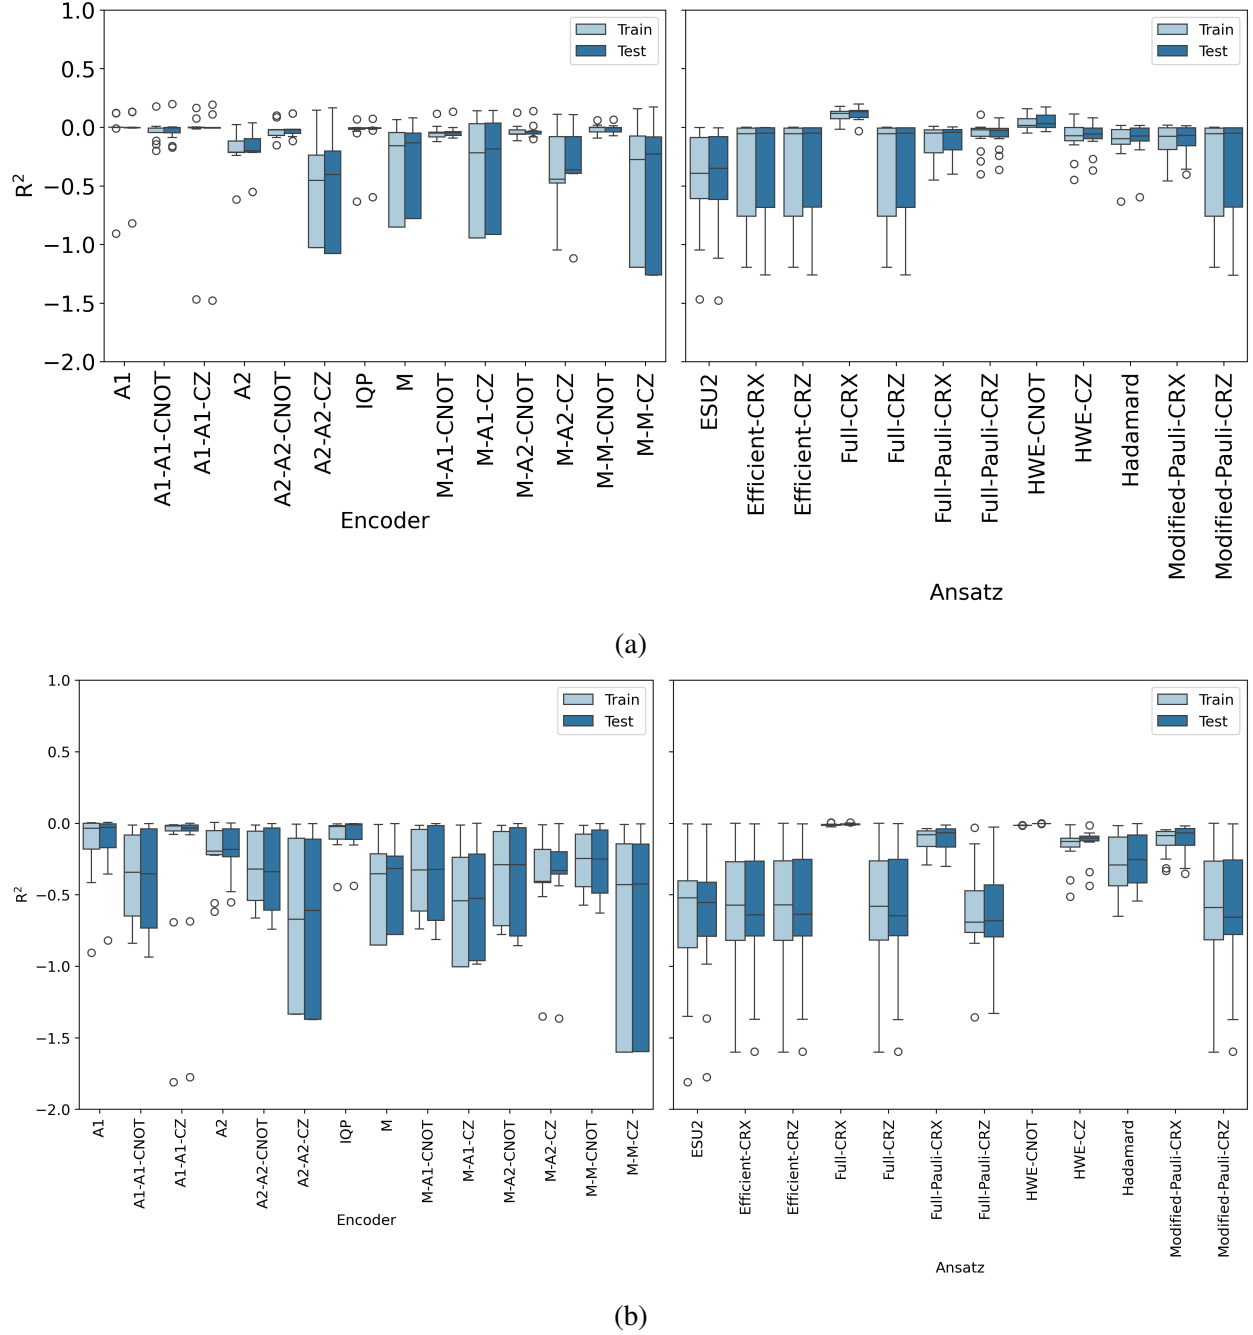 1.0
0.5
0.0
−0.5
−1.0
−1.5
−2.0
R²
Train
Test
A1
A1-A1-CNOT
A1-A1-CZ
A2
A2-A2-CNOT
A2-A2-CZ
IQP
M
M-A1-CNOT
M-A1-CZ
M-A2-CNOT
M-A2-CZ
M-M-CNOT
M-M-CZ
Encoder
Train
Test
ESU2
Efficient-CRX
Efficient-CRZ
Full-CRX
Full-CRZ
Full-Pauli-CRX
Full-Pauli-CRZ
HWE-CNOT
HWE-CZ
Hadamard
Modified-Pauli-CRX
Modified-Pauli-CRZ
Ansatz
(a)
1.0
0.5
0.0
−0.5
−1.0
−1.5
−2.0
R²
Train
Test
A1
A1-A1-CNOT
A1-A1-CZ
A2
A2-A2-CNOT
A2-A2-CZ
IQP
M
M-A1-CNOT
M-A1-CZ
M-A2-CNOT
M-A2-CZ
M-M-CNOT
M-M-CZ
Encoder
Train
Test
ESU2
Efficient-CRX
Efficient-CRZ
Full-CRX
Full-CRZ
Full-Pauli-CRX
Full-Pauli-CRZ
HWE-CNOT
HWE-CZ
Hadamard
Modified-Pauli-CRX
Modified-Pauli-CRZ
Ansatz
(b)